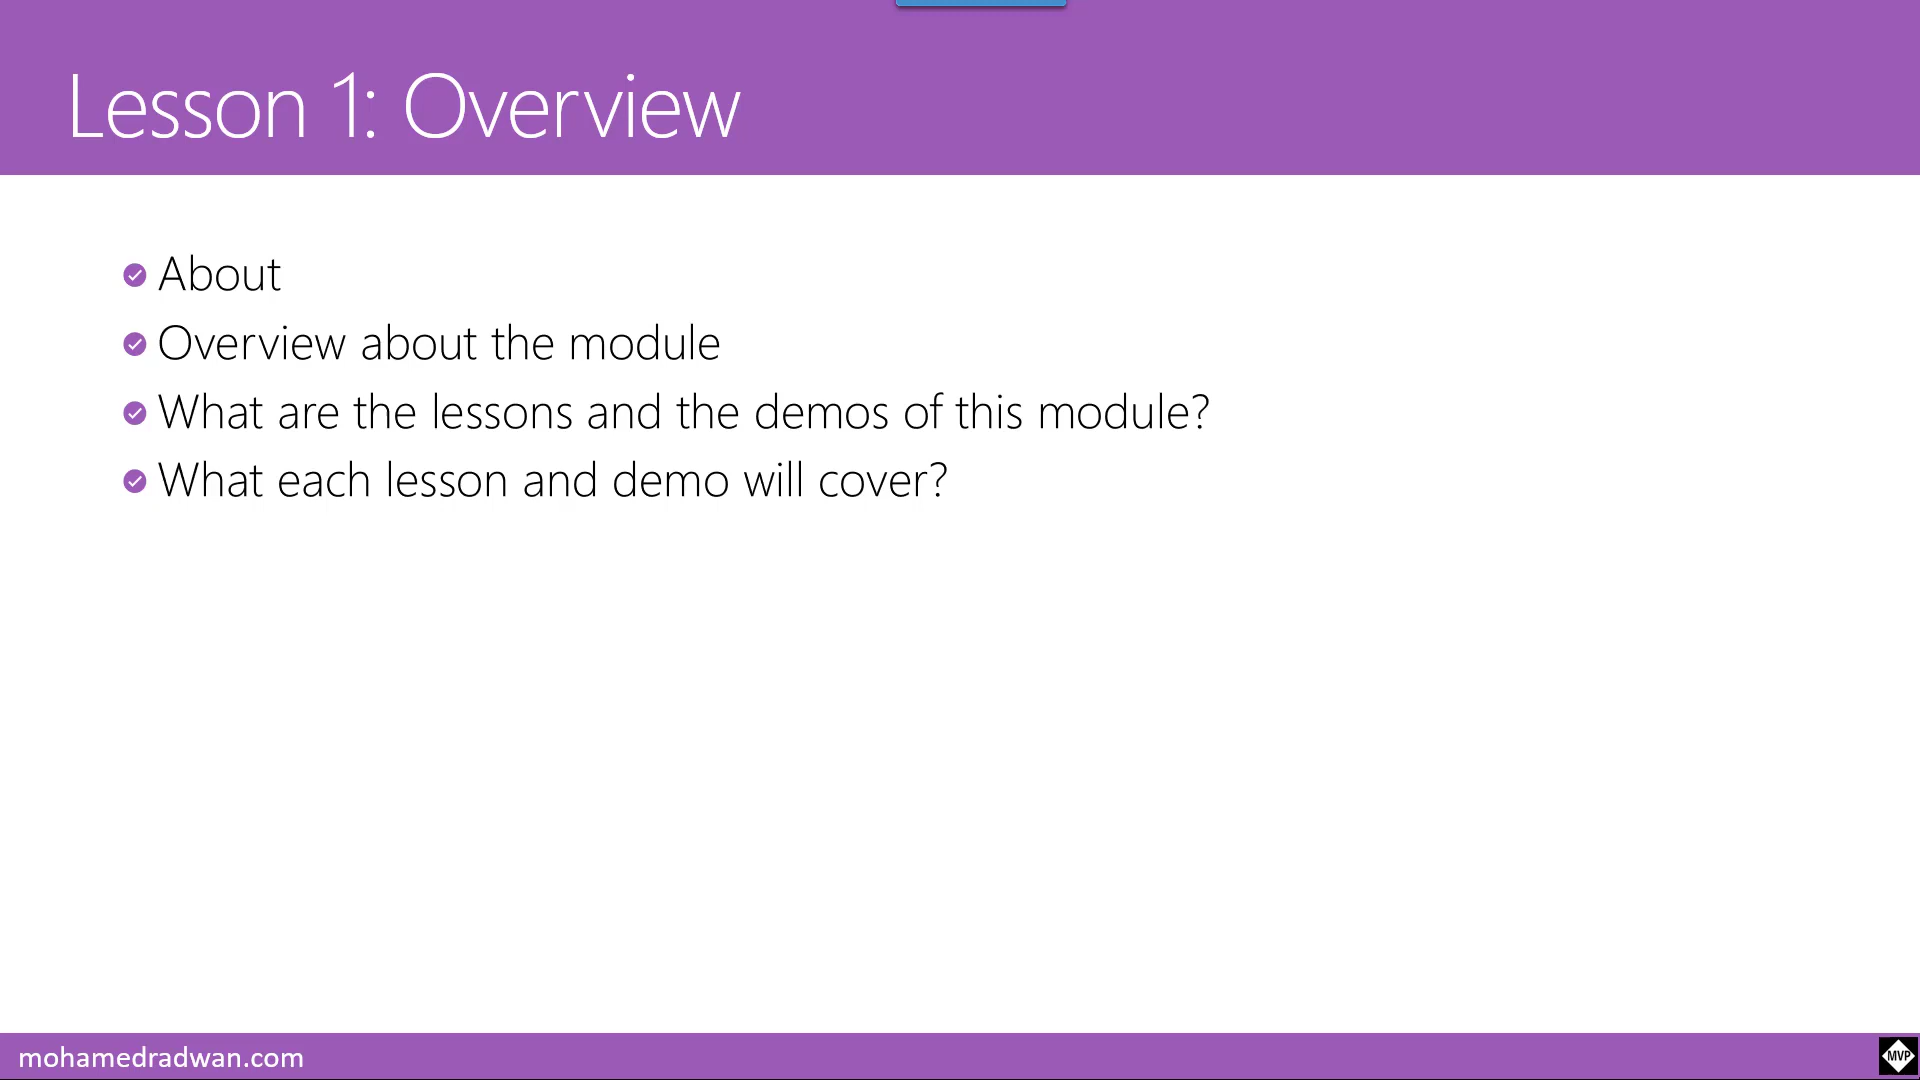 Lesson 1: Overview
About
Overview about the module
What are the lessons and the demos of this module?
What each lesson and demo will cover?
mohamedradwan.com
MVP